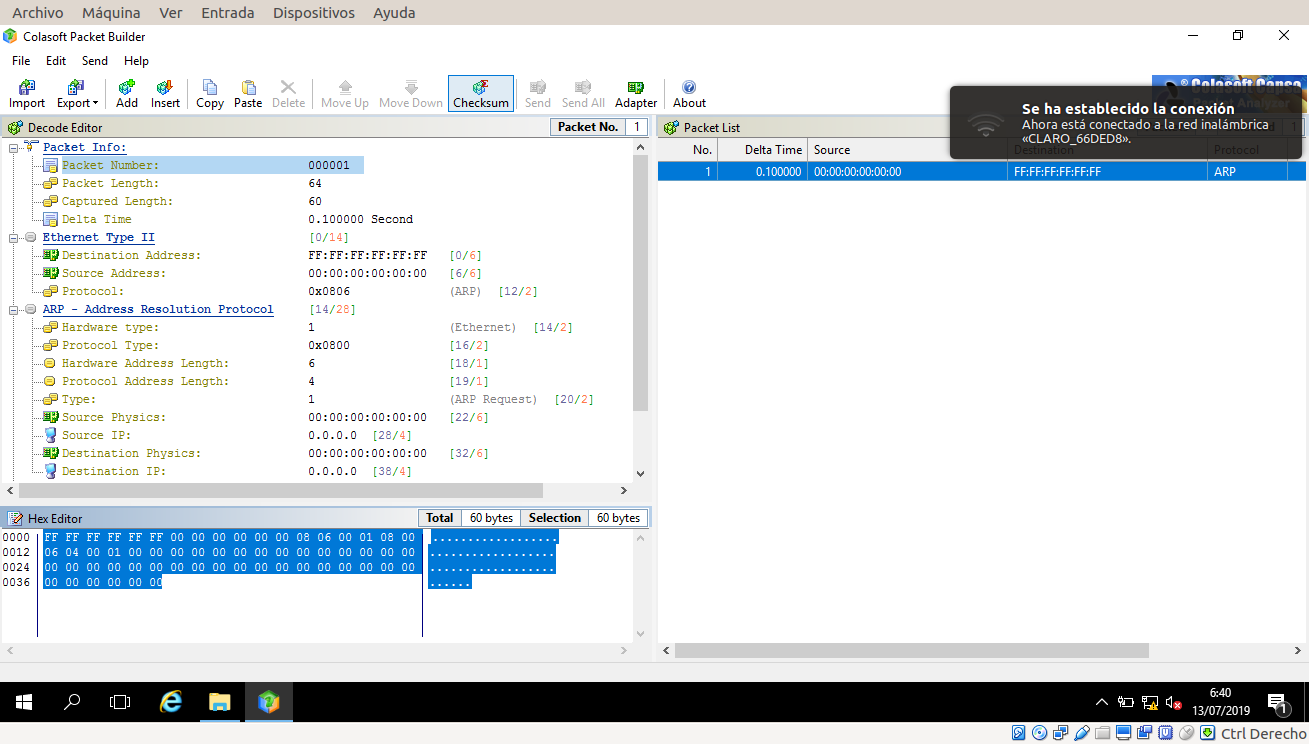 Archivo Máquina Ver Entrada Dispositivos Ayuda
Colasoft Packet Builder
File Edit Send Help
Import Export Add Insert Copy Paste Delete Move Up Move Down Checksum Send Send All Adapter About
Colasoft Capsa
Se ha establecido la conexión
Ahora está conectado a la red inalámbrica
«CLARO_66DED8».
Decode Editor Packet No. 1
Packet Info:
Packet Number: 000001
Packet Length: 64
Captured Length: 60
Delta Time 0.100000 Second
Ethernet Type II [0/14]
Destination Address: FF:FF:FF:FF:FF:FF [0/6]
Source Address: 00:00:00:00:00:00 [6/6]
Protocol: 0x0806 (ARP) [12/2]
ARP - Address Resolution Protocol [14/28]
Hardware type: 1 (Ethernet) [14/2]
Protocol Type: 0x0800 [16/2]
Hardware Address Length: 6 [18/1]
Protocol Address Length: 4 [19/1]
Type: 1 (ARP Request) [20/2]
Source Physics: 00:00:00:00:00:00 [22/6]
Source IP: 0.0.0.0 [28/4]
Destination Physics: 00:00:00:00:00:00 [32/6]
Destination IP: 0.0.0.0 [38/4]
Packet List 1
No. Delta Time Source Destination Protocol
1 0.100000 00:00:00:00:00:00 FF:FF:FF:FF:FF:FF ARP
Hex Editor Total 60 bytes Selection 60 bytes
0000 FF FF FF FF FF FF 00 00 00 00 00 00 08 06 00 01 08 00 ..................
0012 06 04 00 01 00 00 00 00 00 00 00 00 00 00 00 00 00 00 ..................
0024 00 00 00 00 00 00 00 00 00 00 00 00 00 00 00 00 00 00 ..................
0036 00 00 00 00 00 00 ......
6:40
13/07/2019
1
Ctrl Derecho